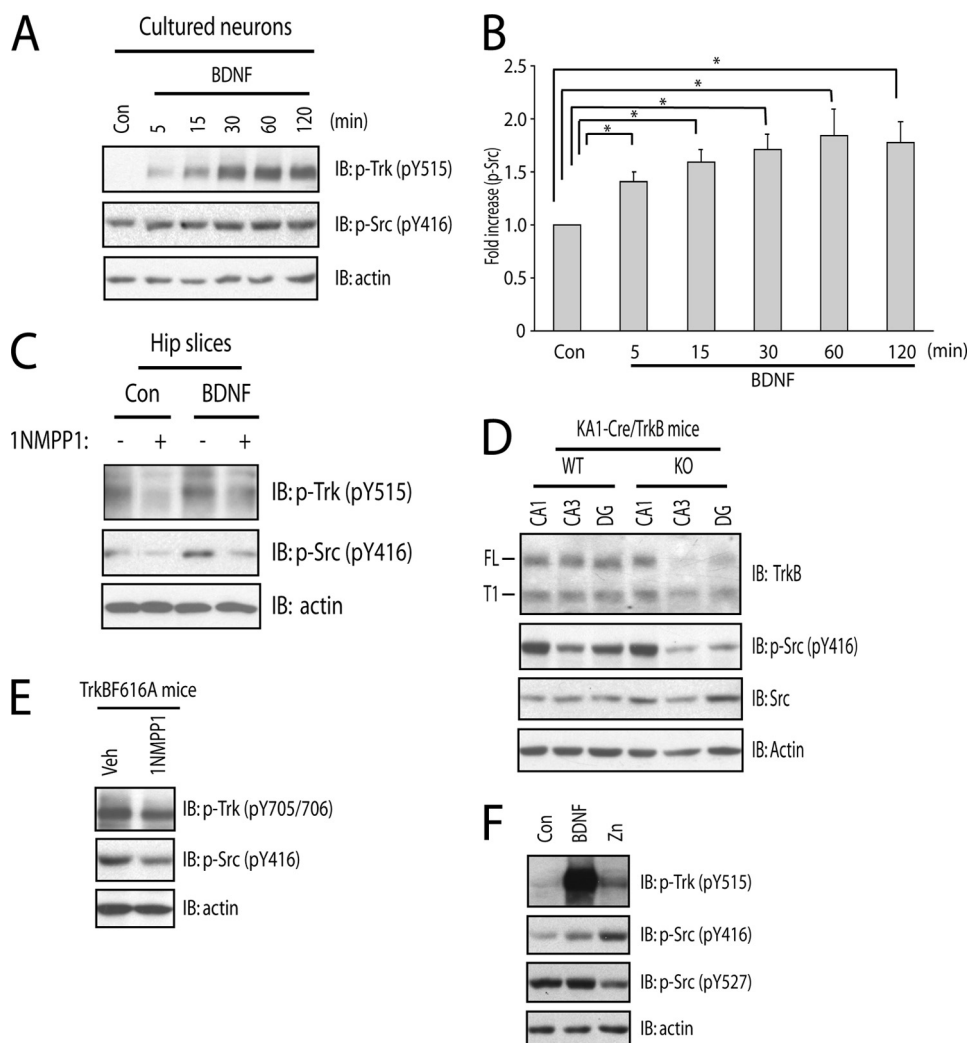 A
Cultured neurons
BDNF
Con 5 15 30 60 120 (min)
IB: p-Trk (pY515)
IB: p-Src (pY416)
IB: actin
B
2.5
2.0
1.5
1.0
0.5
0
Fold increase (p-Src)
*
*
*
*
*
Con 5 15 30 60 120 (min)
BDNF
C
Hip slices
Con BDNF
1NMPP1: - + - +
IB: p-Trk (pY515)
IB: p-Src (pY416)
IB: actin
D
KA1-Cre/TrkB mice
WT KO
CA1 CA3 DG CA1 CA3 DG
FL
T1
IB: TrkB
IB: p-Src (pY416)
IB: Src
IB: Actin
E
TrkBF616A mice
Veh 1NMPP1
IB: p-Trk (pY705/706)
IB: p-Src (pY416)
IB: actin
F
Con BDNF Zn
IB: p-Trk (pY515)
IB: p-Src (pY416)
IB: p-Src (pY527)
IB: actin